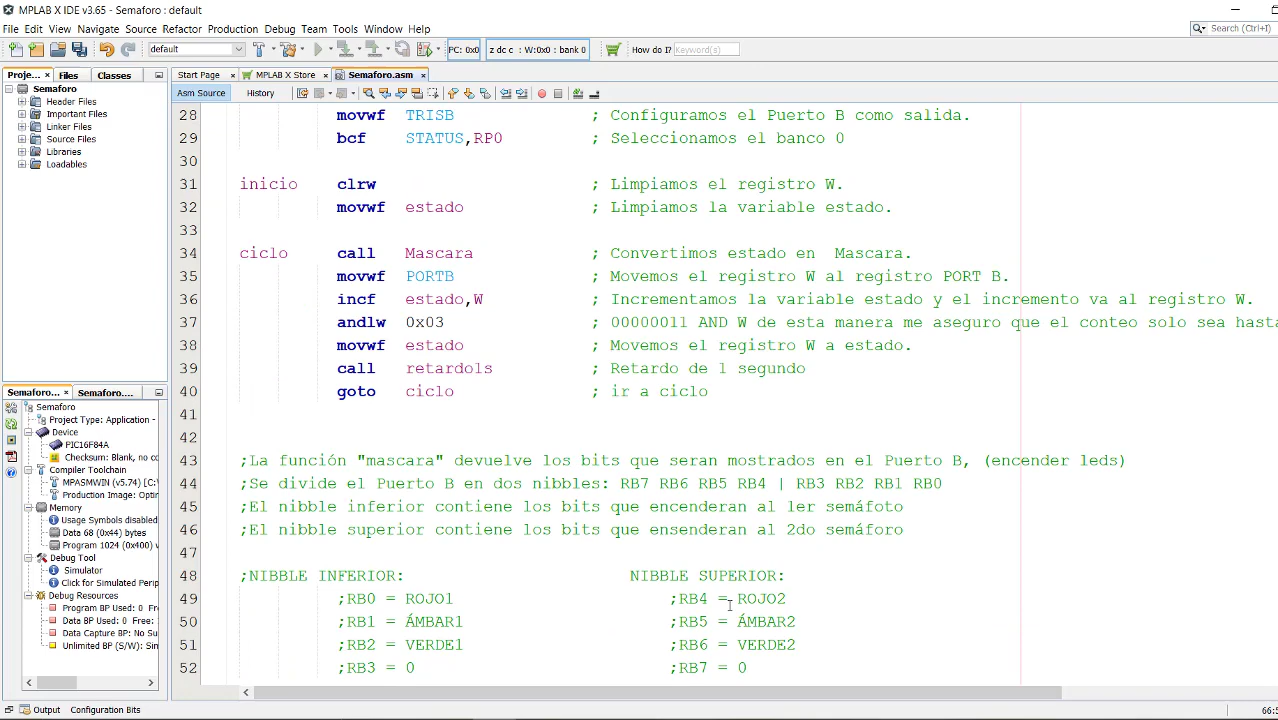 MPLAB X IDE v3.65 - Semaforo : default
File Edit View Navigate Source Refactor Production Debug Team Tools Window Help
Search (Ctrl+I)
default
PC: 0x0
z dc c : W:0x0 : bank 0
How do I? Keyword(s)
Proje... Files Classes
Start Page MPLAB X Store Semaforo.asm
Asm Source History
Semaforo
Header Files
Important Files
Linker Files
Source Files
Libraries
Loadables
28 movwf TRISB ; Configuramos el Puerto B como salida.
29 bcf STATUS,RP0 ; Seleccionamos el banco 0
30
31 inicio clrw ; Limpiamos el registro W.
32 movwf estado ; Limpiamos la variable estado.
33
34 ciclo call Mascara ; Convertimos estado en Mascara.
35 movwf PORTB ; Movemos el registro W al registro PORT B.
36 incf estado,W ; Incrementamos la variable estado y el incremento va al registro W.
37 andlw 0x03 ; 00000011 AND W de esta manera me aseguro que el conteo solo sea hasta
38 movwf estado ; Movemos el registro W a estado.
39 call retardo1s ; Retardo de 1 segundo
40 goto ciclo ; ir a ciclo
41
42
43 ;La función "mascara" devuelve los bits que seran mostrados en el Puerto B, (encender leds)
44 ;Se divide el Puerto B en dos nibbles: RB7 RB6 RB5 RB4 | RB3 RB2 RB1 RB0
45 ;El nibble inferior contiene los bits que encenderan al 1er semáfoto
46 ;El nibble superior contiene los bits que ensenderan al 2do semáforo
47
48 ;NIBBLE INFERIOR: NIBBLE SUPERIOR:
49 ;RB0 = ROJO1 ;RB4 = ROJO2
50 ;RB1 = ÁMBAR1 ;RB5 = ÁMBAR2
51 ;RB2 = VERDE1 ;RB6 = VERDE2
52 ;RB3 = 0 ;RB7 = 0
Semaforo... Semaforo....
Semaforo
Project Type: Application -
Device
PIC16F84A
Checksum: Blank, no co
Compiler Toolchain
MPASMWIN (v5.74) [C:\
Production Image: Optin
Memory
Usage Symbols disabled
Data 68 (0x44) bytes
Program 1024 (0x400) w
Debug Tool
Simulator
Click for Simulated Perip
Debug Resources
Program BP Used: 0 Free:
Data BP Used: 0 Free:
Data Capture BP: No Su
Unlimited BP (S/W): Sim
Output Configuration Bits
66:5